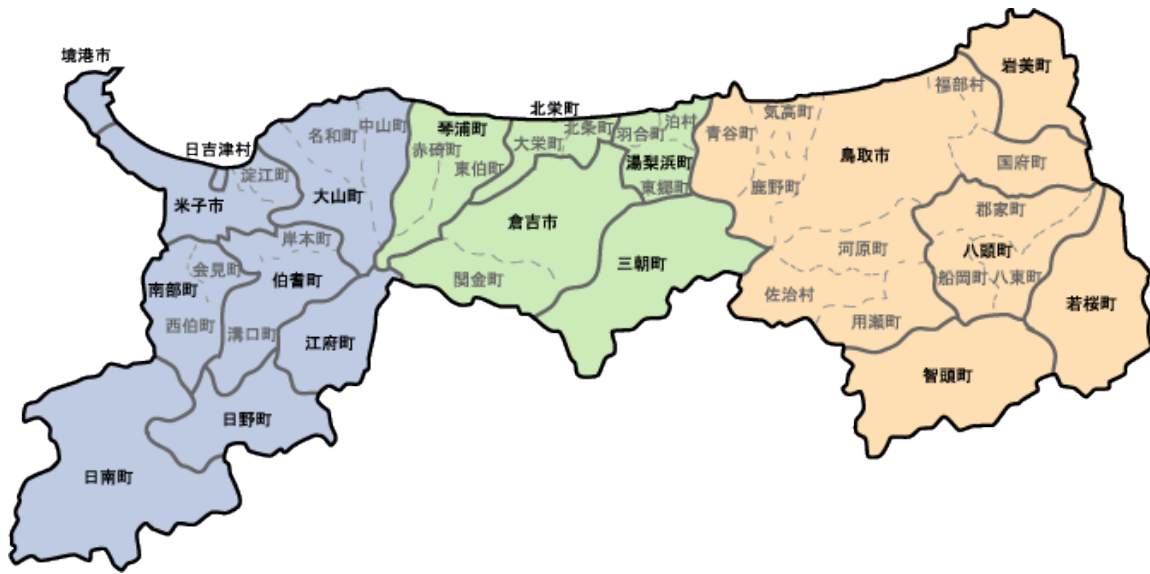 境港市
岩美町
福部村
北栄町
気高町
泊村
中山町
琴浦町
北条町
羽合町
青谷町
名和町
大栄町
日吉津村
赤碕町
鳥取市
湯梨浜町
国府町
東伯町
淀江町
鹿野町
東郷町
大山町
米子市
郡家町
倉吉市
岸本町
河原町
八頭町
三朝町
会見町
伯耆町
関金町
船岡町
八東町
南部町
佐治村
若桜町
西伯町
用瀬町
溝口町
江府町
智頭町
日野町
日南町